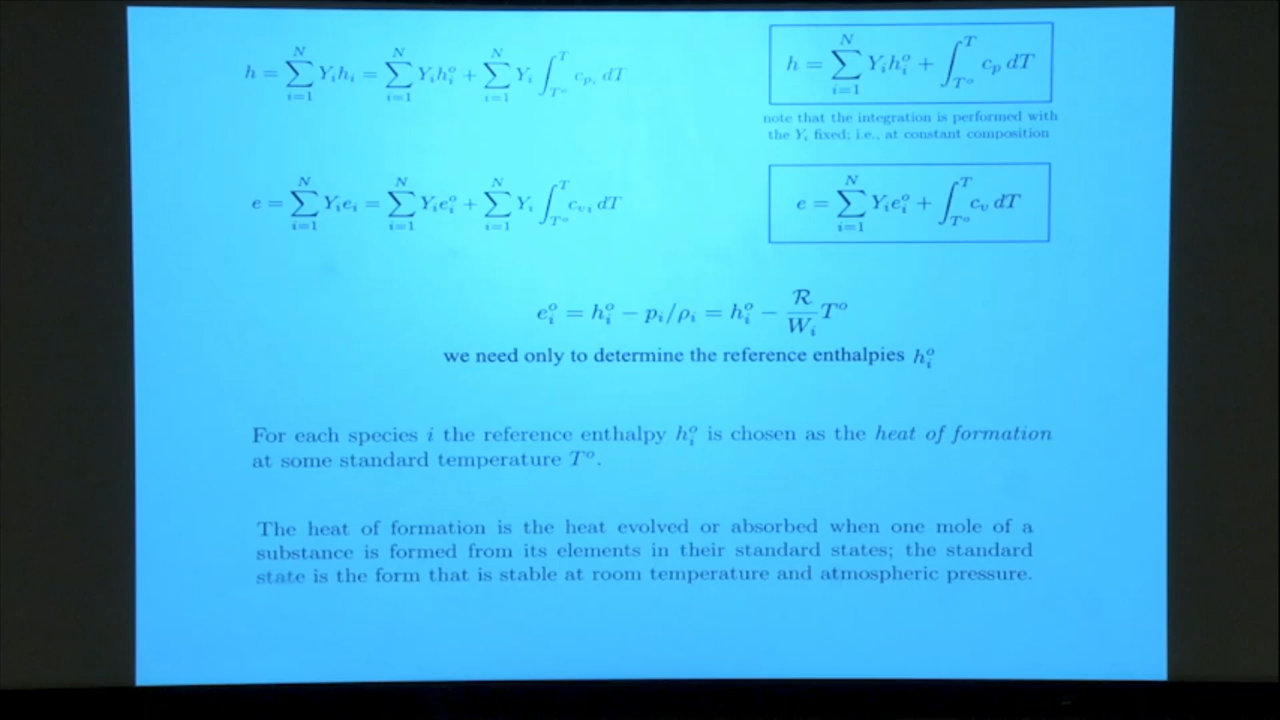 h = \sum_{i=1}^{N} Y_i h_i = \sum_{i=1}^{N} Y_i h_i^o + \sum_{i=1}^{N} Y_i \int_{T^o}^{T} c_{p_i} dT
h = \sum_{i=1}^{N} Y_i h_i^o + \int_{T^o}^{T} c_p dT
note that the integration is performed with
the Y_i fixed; i.e., at constant composition
e = \sum_{i=1}^{N} Y_i e_i = \sum_{i=1}^{N} Y_i e_i^o + \sum_{i=1}^{N} Y_i \int_{T^o}^{T} c_{v_i} dT
e = \sum_{i=1}^{N} Y_i e_i^o + \int_{T^o}^{T} c_v dT
e_i^o = h_i^o − p_i/ρ_i = h_i^o − \frac{\mathcal{R}}{W_i} T^o
we need only to determine the reference enthalpies h_i^o
For each species i the reference enthalpy h_i^o is chosen as the heat of formation
at some standard temperature T^o.
The heat of formation is the heat evolved or absorbed when one mole of a
substance is formed from its elements in their standard states; the standard
state is the form that is stable at room temperature and atmospheric pressure.